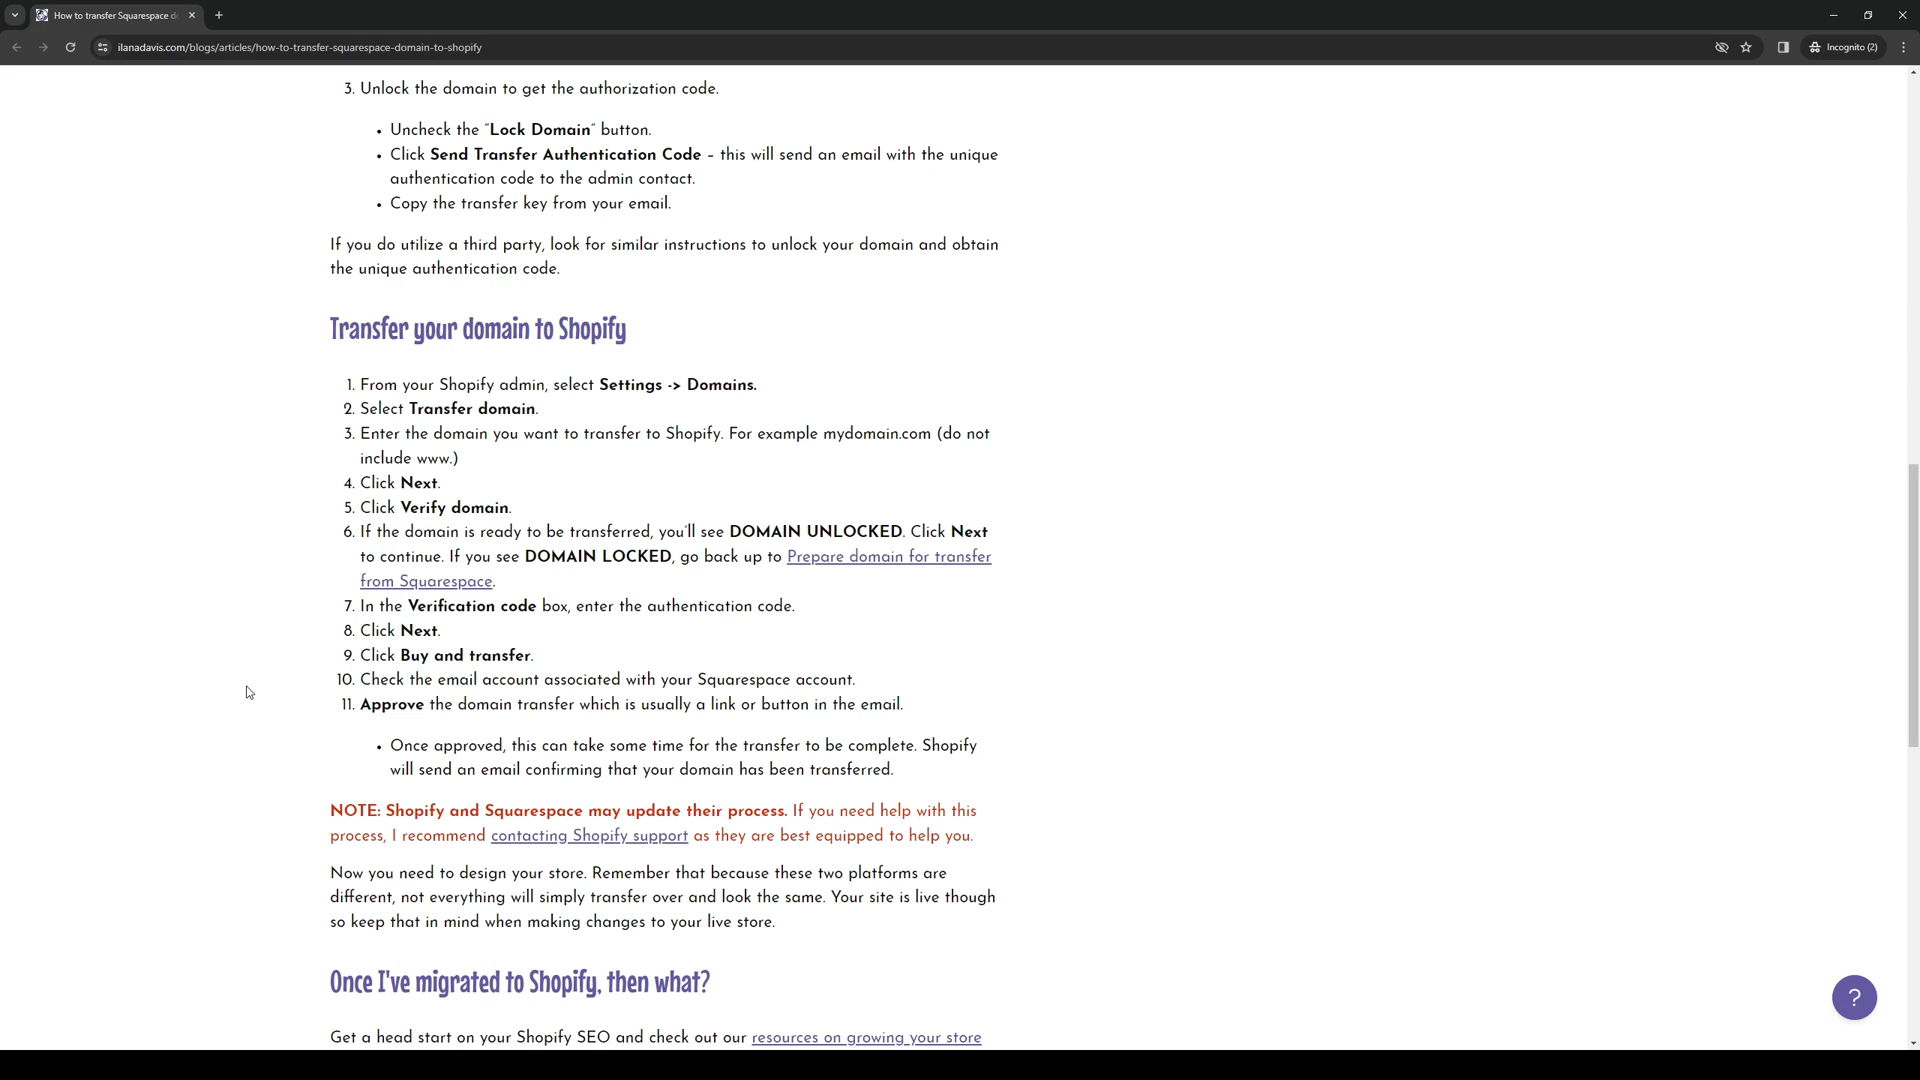 How to transfer Squarespace do
ilanadavis.com/blogs/articles/how-to-transfer-squarespace-domain-to-shopify
Incognito (2)
3. Unlock the domain to get the authorization code.
• Uncheck the “Lock Domain” button.
• Click Send Transfer Authentication Code – this will send an email with the unique
authentication code to the admin contact.
• Copy the transfer key from your email.
If you do utilize a third party, look for similar instructions to unlock your domain and obtain
the unique authentication code.
Transfer your domain to Shopify
1. From your Shopify admin, select Settings -> Domains.
2. Select Transfer domain.
3. Enter the domain you want to transfer to Shopify. For example mydomain.com (do not
include www.)
4. Click Next.
5. Click Verify domain.
6. If the domain is ready to be transferred, you'll see DOMAIN UNLOCKED. Click Next
to continue. If you see DOMAIN LOCKED, go back up to Prepare domain for transfer
from Squarespace.
7. In the Verification code box, enter the authentication code.
8. Click Next.
9. Click Buy and transfer.
10. Check the email account associated with your Squarespace account.
11. Approve the domain transfer which is usually a link or button in the email.
• Once approved, this can take some time for the transfer to be complete. Shopify
will send an email confirming that your domain has been transferred.
NOTE: Shopify and Squarespace may update their process. If you need help with this
process, I recommend contacting Shopify support as they are best equipped to help you.
Now you need to design your store. Remember that because these two platforms are
different, not everything will simply transfer over and look the same. Your site is live though
so keep that in mind when making changes to your live store.
Once I've migrated to Shopify, then what?
?
Get a head start on your Shopify SEO and check out our resources on growing your store